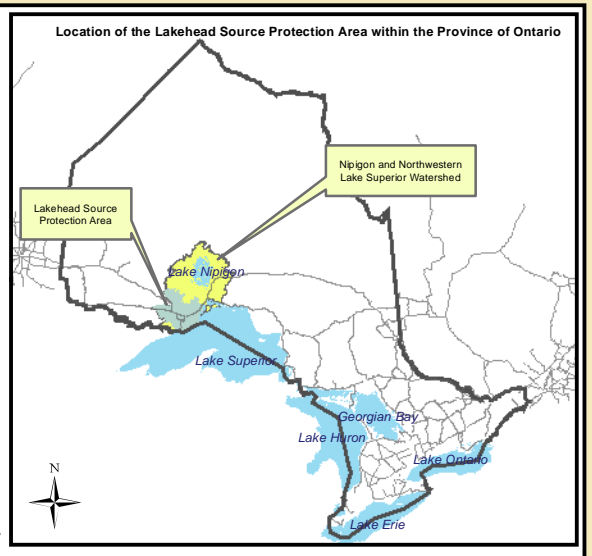 Location of the Lakehead Source Protection Area within the Province of Ontario
Nipigon and Northwestern
Lake Superior Watershed
Lakehead Source
Protection Area
Lake Nipigon
Lake Superior
Georgian Bay
Lake Huron
Lake Ontario
N
Lake Erie